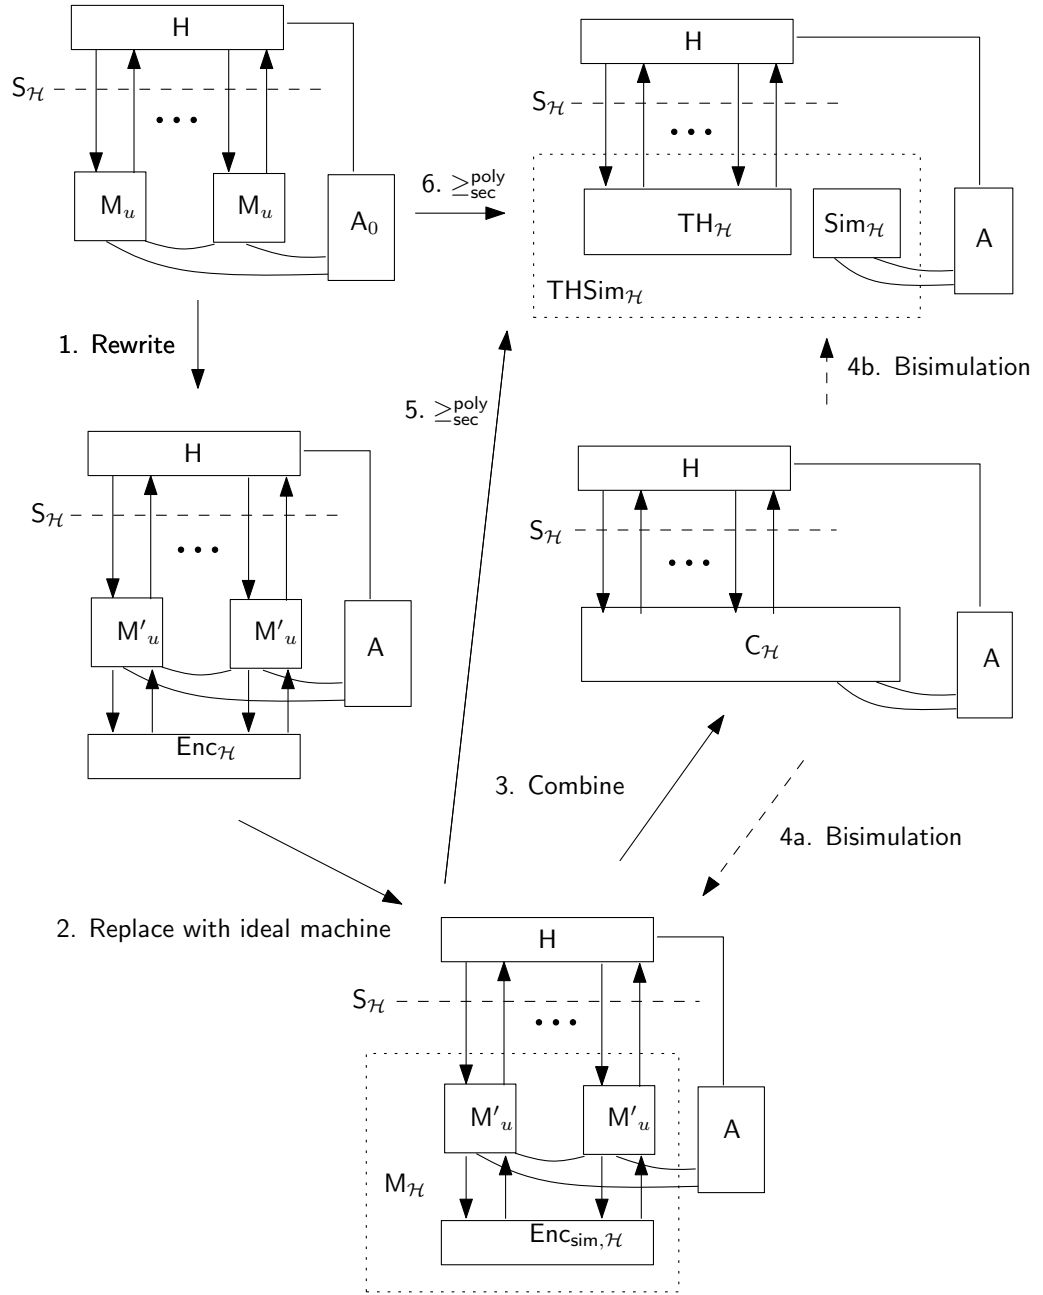 H
S_ℋ
• • •
M_u
M_u
A₀
1. Rewrite
6. ≥_sec^poly
H
S_ℋ
• • •
TH_ℋ
Sim_ℋ
A
THSim_ℋ
H
S_ℋ
• • •
M′_u
M′_u
A
Enc_ℋ
5. ≥_sec^poly
4b. Bisimulation
H
S_ℋ
• • •
C_ℋ
A
3. Combine
4a. Bisimulation
2. Replace with ideal machine
H
S_ℋ
• • •
M′_u
M′_u
A
M_ℋ
Enc_sim,ℋ